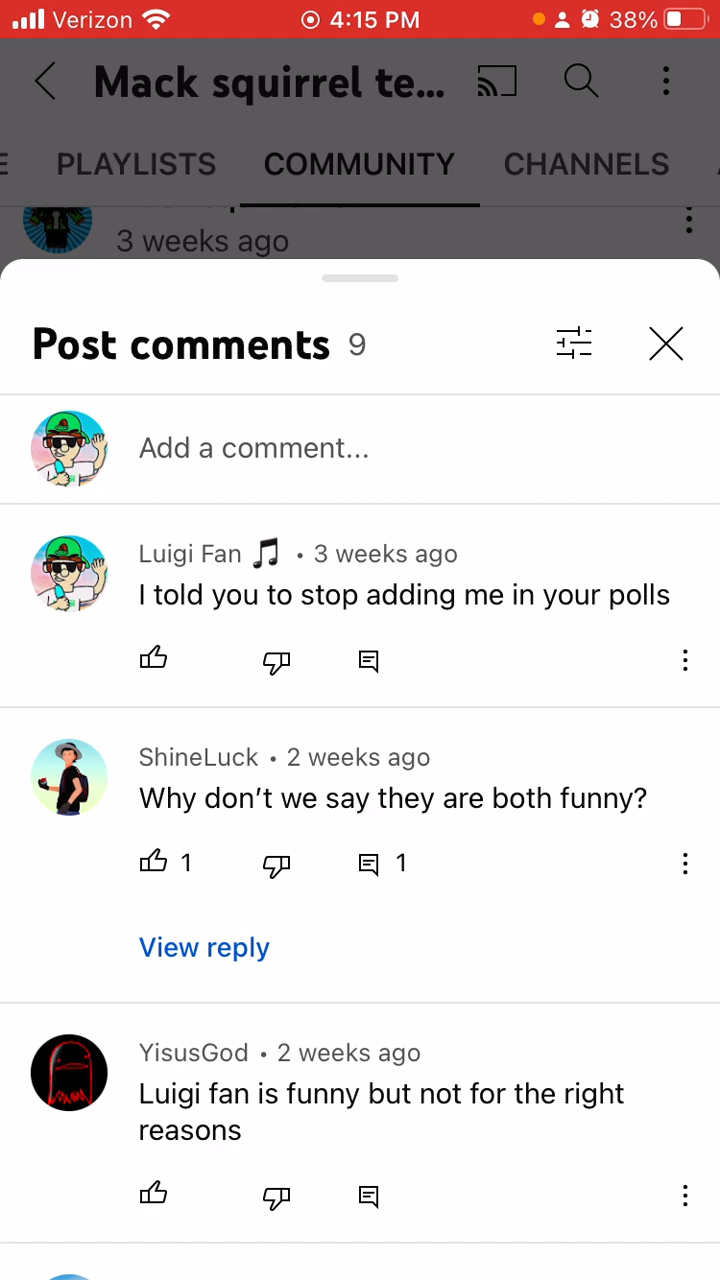 Verizon 4:15 PM 38%
Mack squirrel te...
E PLAYLISTS COMMUNITY CHANNELS
3 weeks ago
Post comments 9
Add a comment...
Luigi Fan 🎵 • 3 weeks ago
I told you to stop adding me in your polls
ShineLuck • 2 weeks ago
Why don't we say they are both funny?
1 1
View reply
YisusGod • 2 weeks ago
Luigi fan is funny but not for the right
reasons